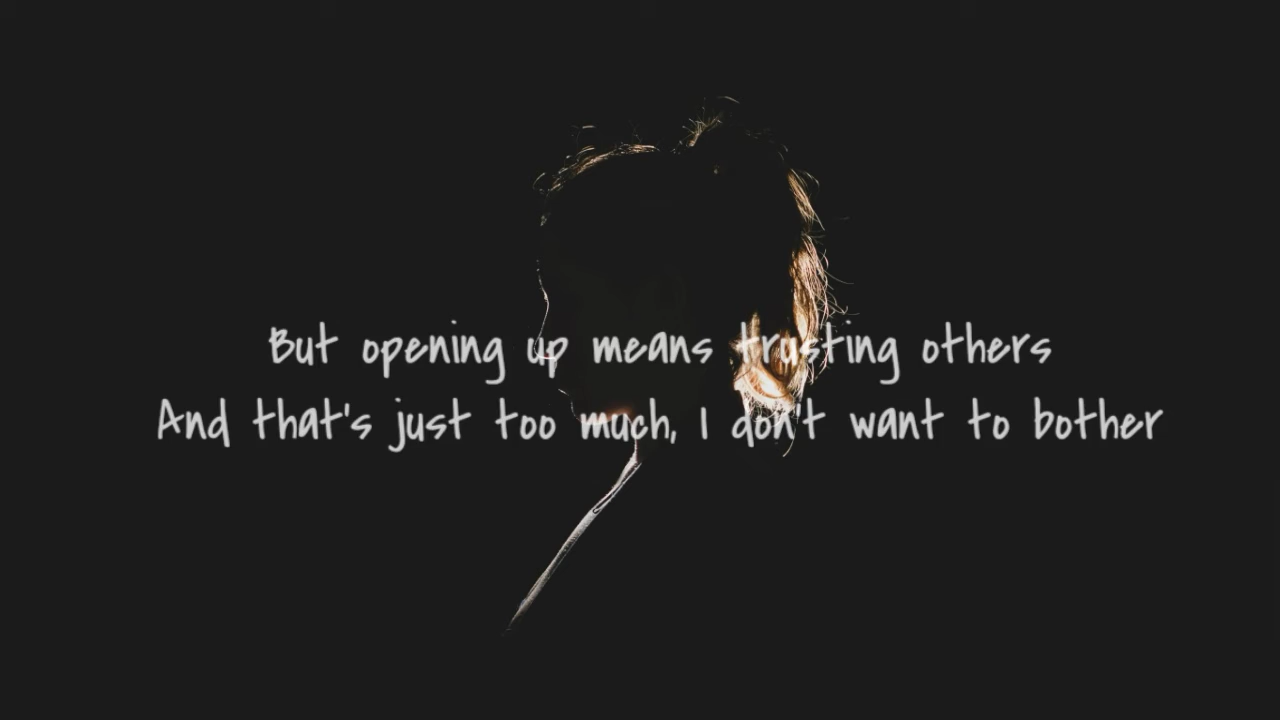 But opening up means trusting others
And that's just too much, I don't want to bother